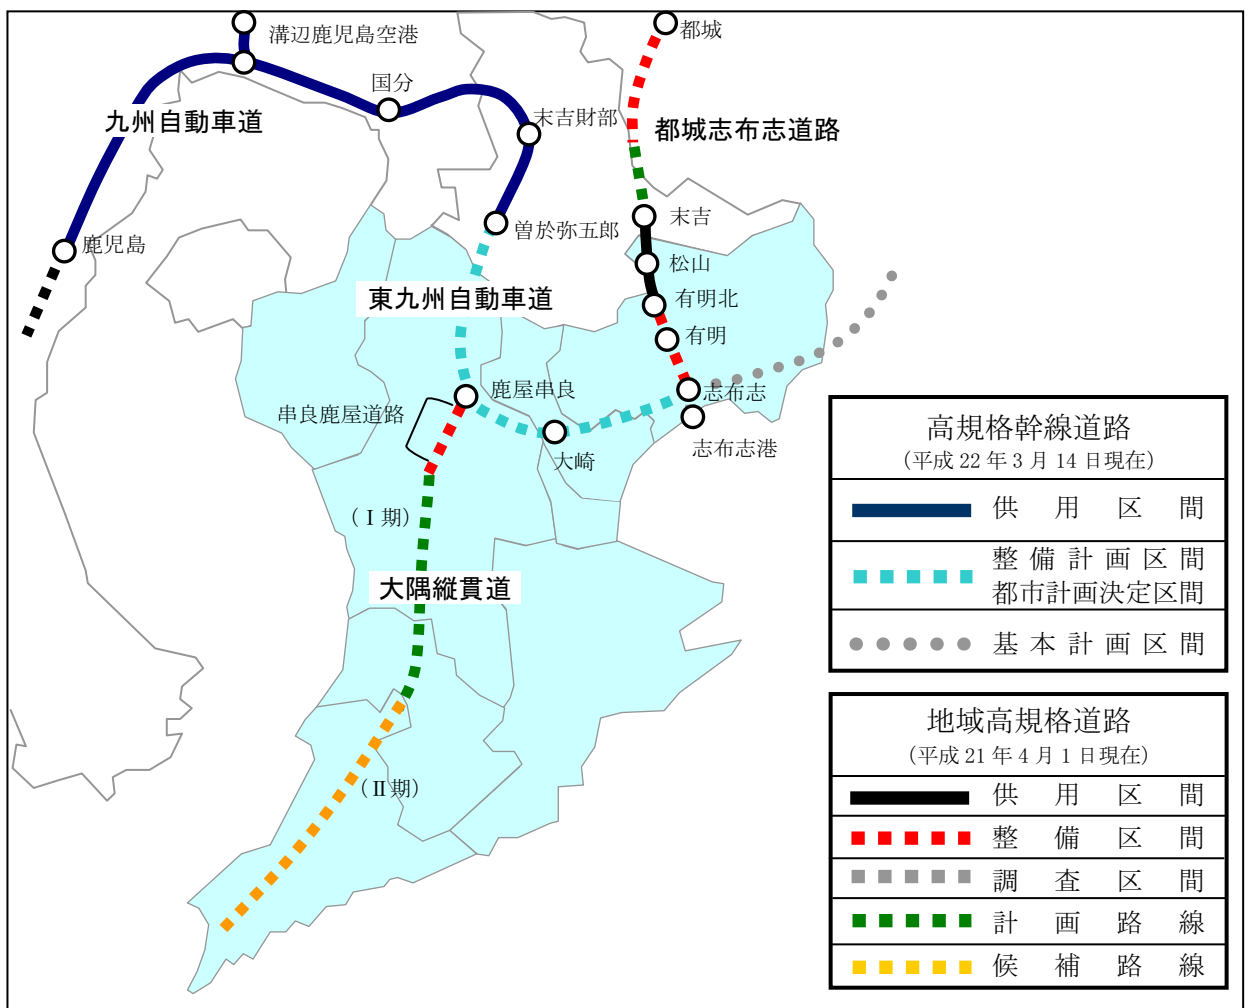 溝辺鹿児島空港
都城
国分
九州自動車道
末吉財部
都城志布志道路
末吉
鹿児島
曽於弥五郎
松山
東九州自動車道
有明北
有明
鹿屋串良
志布志
串良鹿屋道路
志布志港
大崎
(Ⅰ期)
大隅縦貫道
(Ⅱ期)
高規格幹線道路
(平成22年3月14日現在)
供用区間
整備計画区間
都市計画決定区間
基本計画区間
地域高規格道路
(平成21年4月1日現在)
供用区間
整備区間
調査区間
計画路線
候補路線